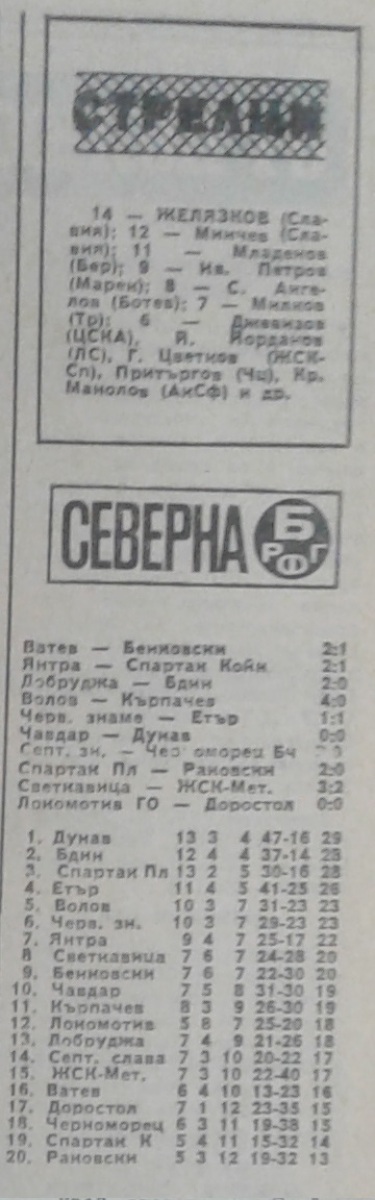 СТРЕЛЦИ
14 — ЖЕЛЯЗКОВ (Сла-
вия); 12 — Минчев (Сла-
вия); 11 — Младенов
(Бер); 9 — Ив. Петров
(Марек); 8 — С. Анге-
лов (Ботев); 7 — Милков
(Тр); 6 — Джевизов
(ЦСКА), Й. Йорданов
(ЛС), Г. Цветков (ЖСК-
Сп), Притъргов (Чц), Кр.
Манолов (АиСф) и др.
СЕВЕРНА Б РФГ
Ватев — Бенковски 2:1
Янтра — Спартак Койн 2:1
Добруджа — Бдин 2:0
Волов — Кърпачев 4:0
Черв. знаме — Етър 1:1
Чавдар — Дунав 0:0
Септ. зн. — Черноморец Бч
Спартак Пл — Раковски 2:0
Светкавица — ЖСК-Мет. 3:2
Локомотив ГО — Доростол 0:0
1. Дунав 13 3 4 47-16 29
2. Бдин 12 4 4 37-14 28
3. Спартак Пл 13 2 5 30-16 28
4. Етър 11 4 5 41-25 26
5. Волов 10 3 7 31-23 23
6. Черв. зн. 10 3 7 29-23 23
7. Янтра 9 4 7 25-17 22
8 Светкавица 7 6 7 24-28 20
9. Бенковски 7 6 7 22-30 20
10. Чавдар 7 5 8 31-30 19
11. Кърпачев 8 3 9 26-30 19
12. Локомотив 5 8 7 25-20 18
13. Добруджа 7 4 9 21-26 18
14. Септ. слава 7 3 10 20-22 17
15. ЖСК-Мет. 7 3 10 22-40 17
16. Ватев 6 4 10 13-23 16
17. Доростол 7 1 12 23-35 15
18. Черноморец 6 3 11 19-38 15
19. Спартак К 5 4 11 15-32 14
20. Раковски 5 3 12 19-32 13